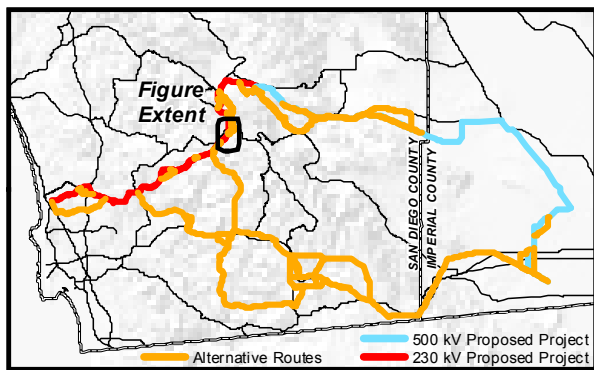 Figure
Extent
SAN DIEGO COUNTY
IMPERIAL COUNTY
500 kV Proposed Project
Alternative Routes
230 kV Proposed Project